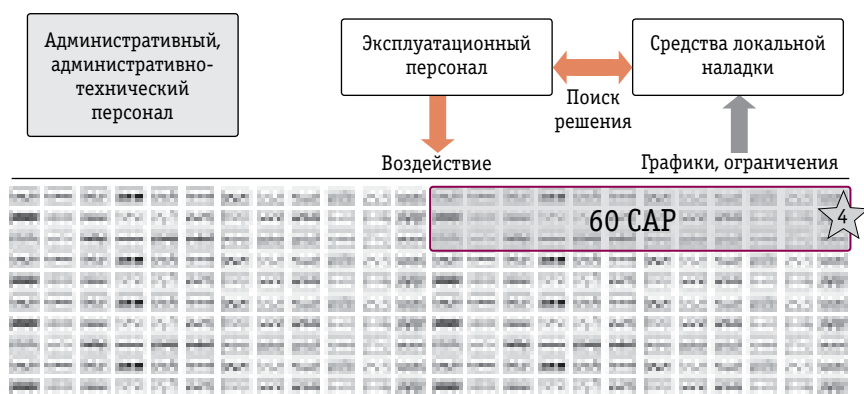 Административный,
административно-
технический
персонал
Эксплуатационный
персонал
Средства локальной
наладки
Поиск
решения
Воздействие
Графики, ограничения
60 САР
4